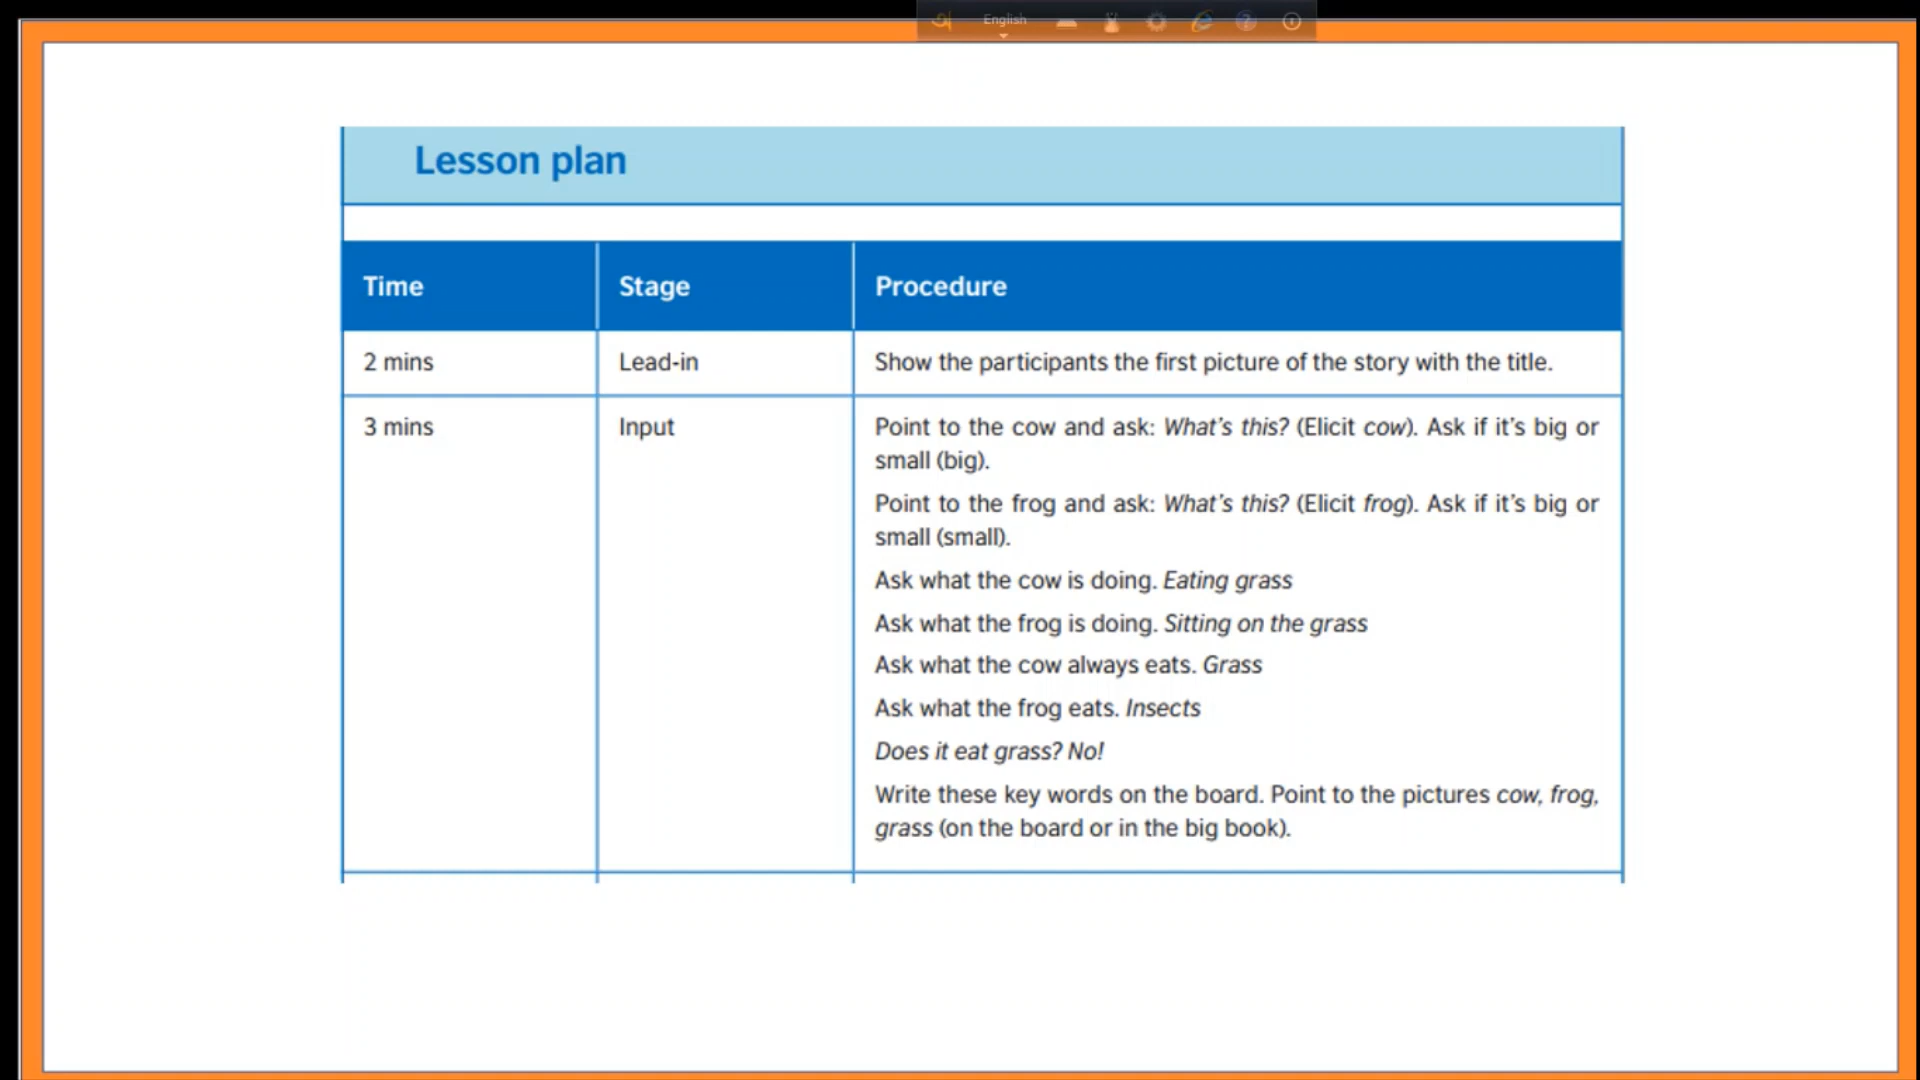 English
Lesson plan
Time
Stage
Procedure
2 mins
Lead-in
Show the participants the first picture of the story with the title.
3 mins
Input
Point to the cow and ask: What's this? (Elicit cow). Ask if it's big or
small (big).
Point to the frog and ask: What's this? (Elicit frog). Ask if it's big or
small (small).
Ask what the cow is doing. Eating grass
Ask what the frog is doing. Sitting on the grass
Ask what the cow always eats. Grass
Ask what the frog eats. Insects
Does it eat grass? No!
Write these key words on the board. Point to the pictures cow, frog,
grass (on the board or in the big book).